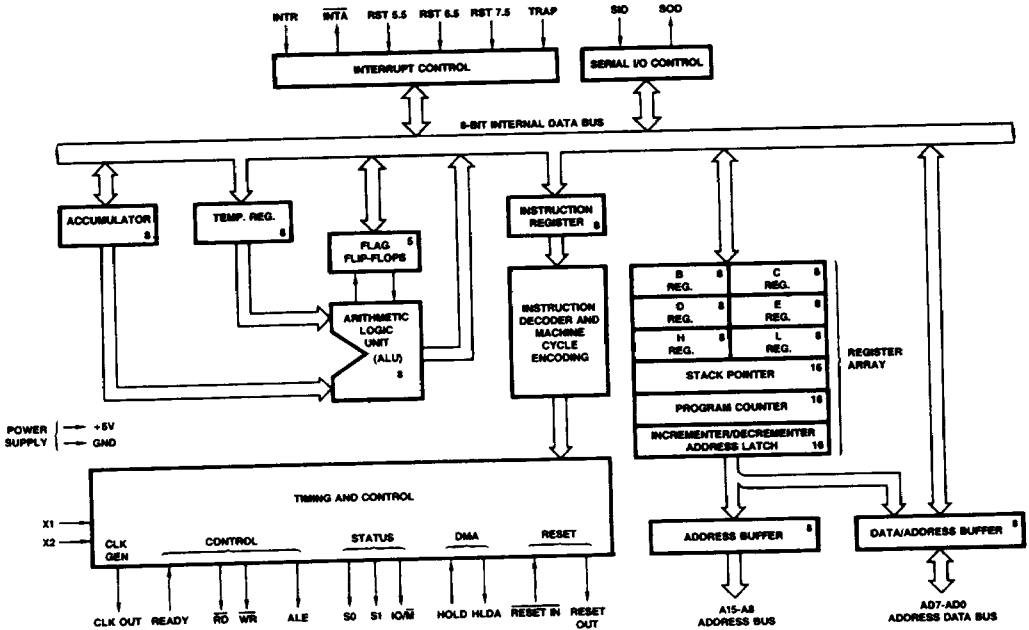 INTR I̅N̅T̅A̅ RST 5.5 RST 6.5 RST 7.5 TRAP SID SOD
INTERRUPT CONTROL
SERIAL I/O CONTROL
8-BIT INTERNAL DATA BUS
ACCUMULATOR
8
TEMP. REG.
8
5
FLAG
FLIP-FLOPS
ARITHMETIC
LOGIC
UNIT
(ALU)
8
INSTRUCTION
REGISTER
8
INSTRUCTION
DECODER AND
MACHINE
CYCLE
ENCODING
B 8
REG.
C 8
REG.
D 8
REG.
E 8
REG.
H 8
REG.
L 8
REG.
STACK POINTER 16
PROGRAM COUNTER 16
INCREMENTER/DECREMENTER
ADDRESS LATCH 16
REGISTER
ARRAY
POWER
SUPPLY
+5V
GND
TIMING AND CONTROL
X1
X2
CLK
GEN
CONTROL
STATUS
DMA
RESET
CLK OUT READY R̅D̅ W̅R̅ ALE S0 S1 IO/M̅ HOLD HLDA R̅E̅S̅E̅T̅ I̅N̅ RESET
OUT
ADDRESS BUFFER 8
DATA/ADDRESS BUFFER 8
A15-A8
ADDRESS BUS
AD7-AD0
ADDRESS DATA BUS